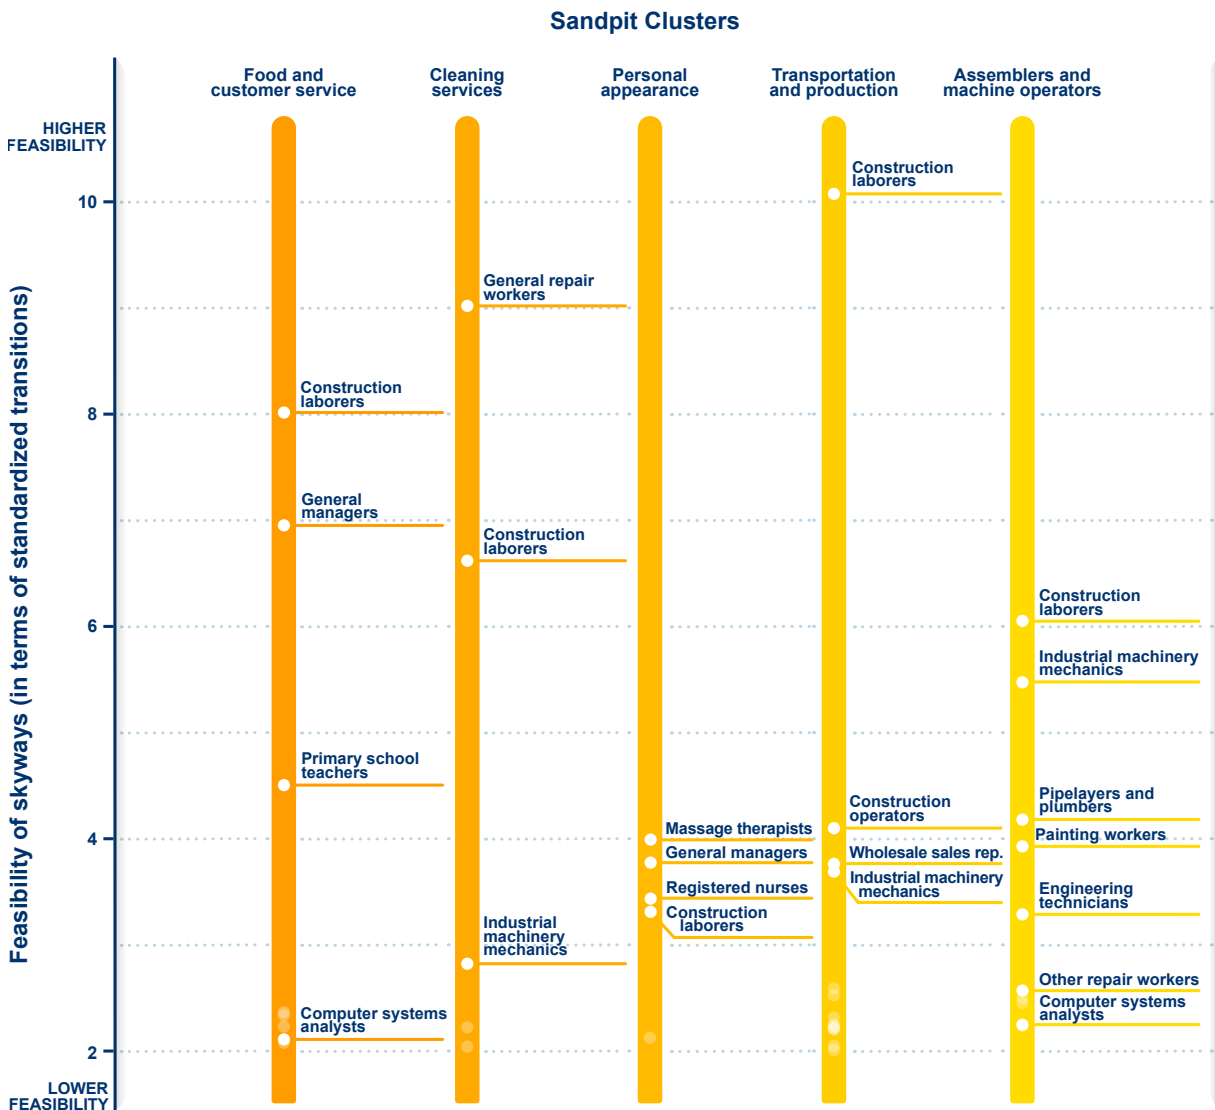 Sandpit Clusters
Food and
customer service
Cleaning
services
Personal
appearance
Transportation
and production
Assemblers and
machine operators
HIGHER
FEASIBILITY
Feasibility of skyways (in terms of standardized transitions)
10
8
6
4
2
LOWER
FEASIBILITY
Construction
laborers
General
managers
Primary school
teachers
Computer systems
analysts
General repair
workers
Construction
laborers
Industrial
machinery
mechanics
Massage therapists
General managers
Registered nurses
Construction
laborers
Construction
laborers
Construction
operators
Wholesale sales rep.
Industrial machinery
mechanics
Construction
laborers
Industrial machinery
mechanics
Pipelayers and
plumbers
Painting workers
Engineering
technicians
Other repair workers
Computer systems
analysts